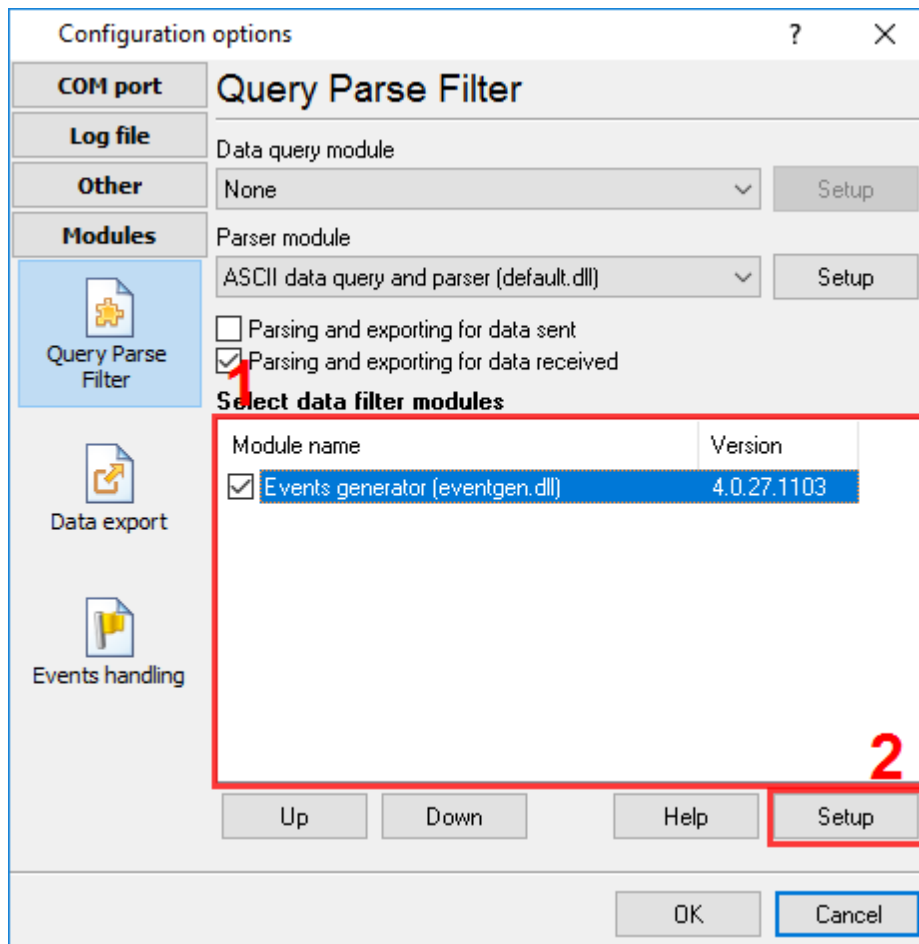 Configuration options
?
COM port
Log file
Other
Modules
Query Parse
Filter
Data export
Events handling
Query Parse Filter
Data query module
None
Setup
Parser module
ASCII data query and parser (default.dll)
Setup
Parsing and exporting for data sent
Parsing and exporting for data received
1
Select data filter modules
Module name Version
Events generator (eventgen.dll) 4.0.27.1103
2
Up Down Help Setup
OK Cancel